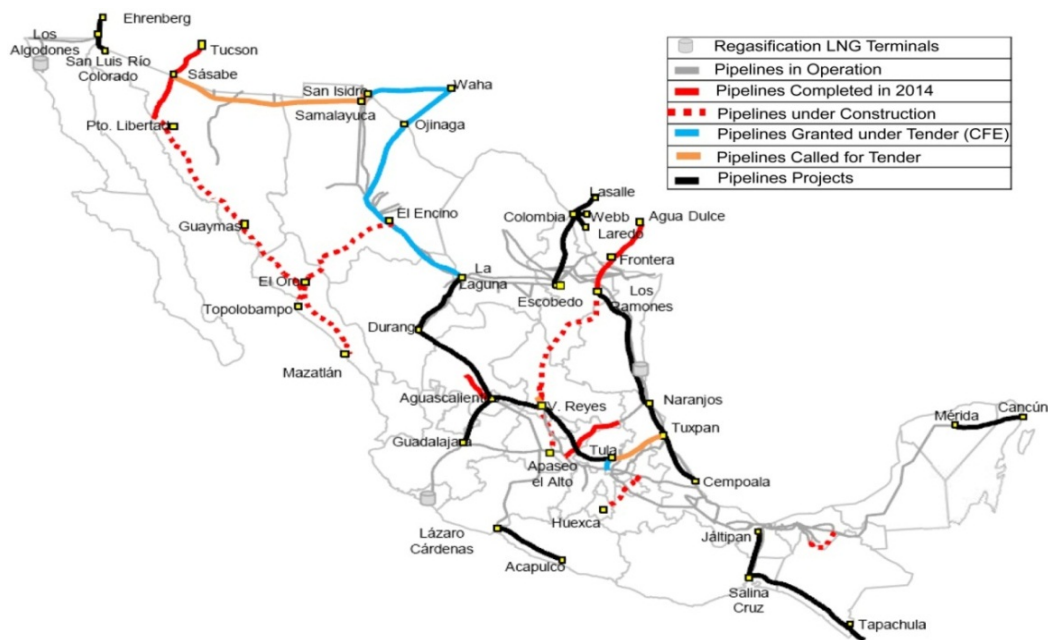 Ehrenberg
Los
Algodones
Tucson
San Luis Río
Colorado
Sásabe
San Isidr
Waha
Samalayuca
Pto. Libertad
Ojinaga
Regasification LNG Terminals
Pipelines in Operation
Pipelines Completed in 2014
Pipelines under Construction
Pipelines Granted under Tender (CFE)
Pipelines Called for Tender
Pipelines Projects
Lasalle
El Encino
Colombia
Webb
Agua Dulce
Laredo
Guaymas
Frontera
La
Laguna
El Oro
Escobedo
Los
Ramones
Topolobampo
Durang
Mazatlán
Aguascalient
V. Reyes
Naranjos
Mérida
Cancún
Tuxpan
Guadalajara
Tula
Apaseo
el Alto
Cempoala
Huexca
Lázaro
Cárdenas
Jáltipan
Acapulco
Salina
Cruz
Tapachula